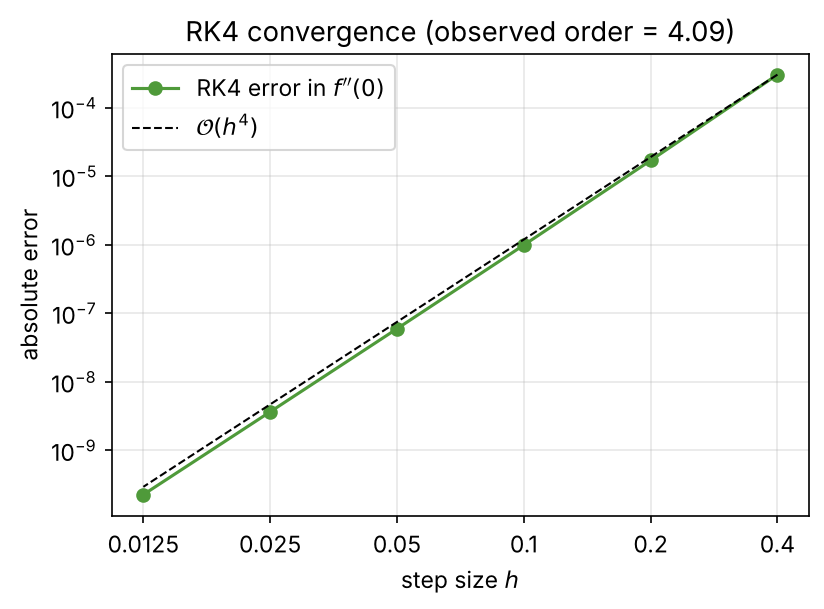 RK4 convergence (observed order = 4.09)
RK4 error in f″(0)
𝒪(h⁴)
absolute error
10⁻⁴
10⁻⁵
10⁻⁶
10⁻⁷
10⁻⁸
10⁻⁹
0.0125 0.025 0.05 0.1 0.2 0.4
step size h